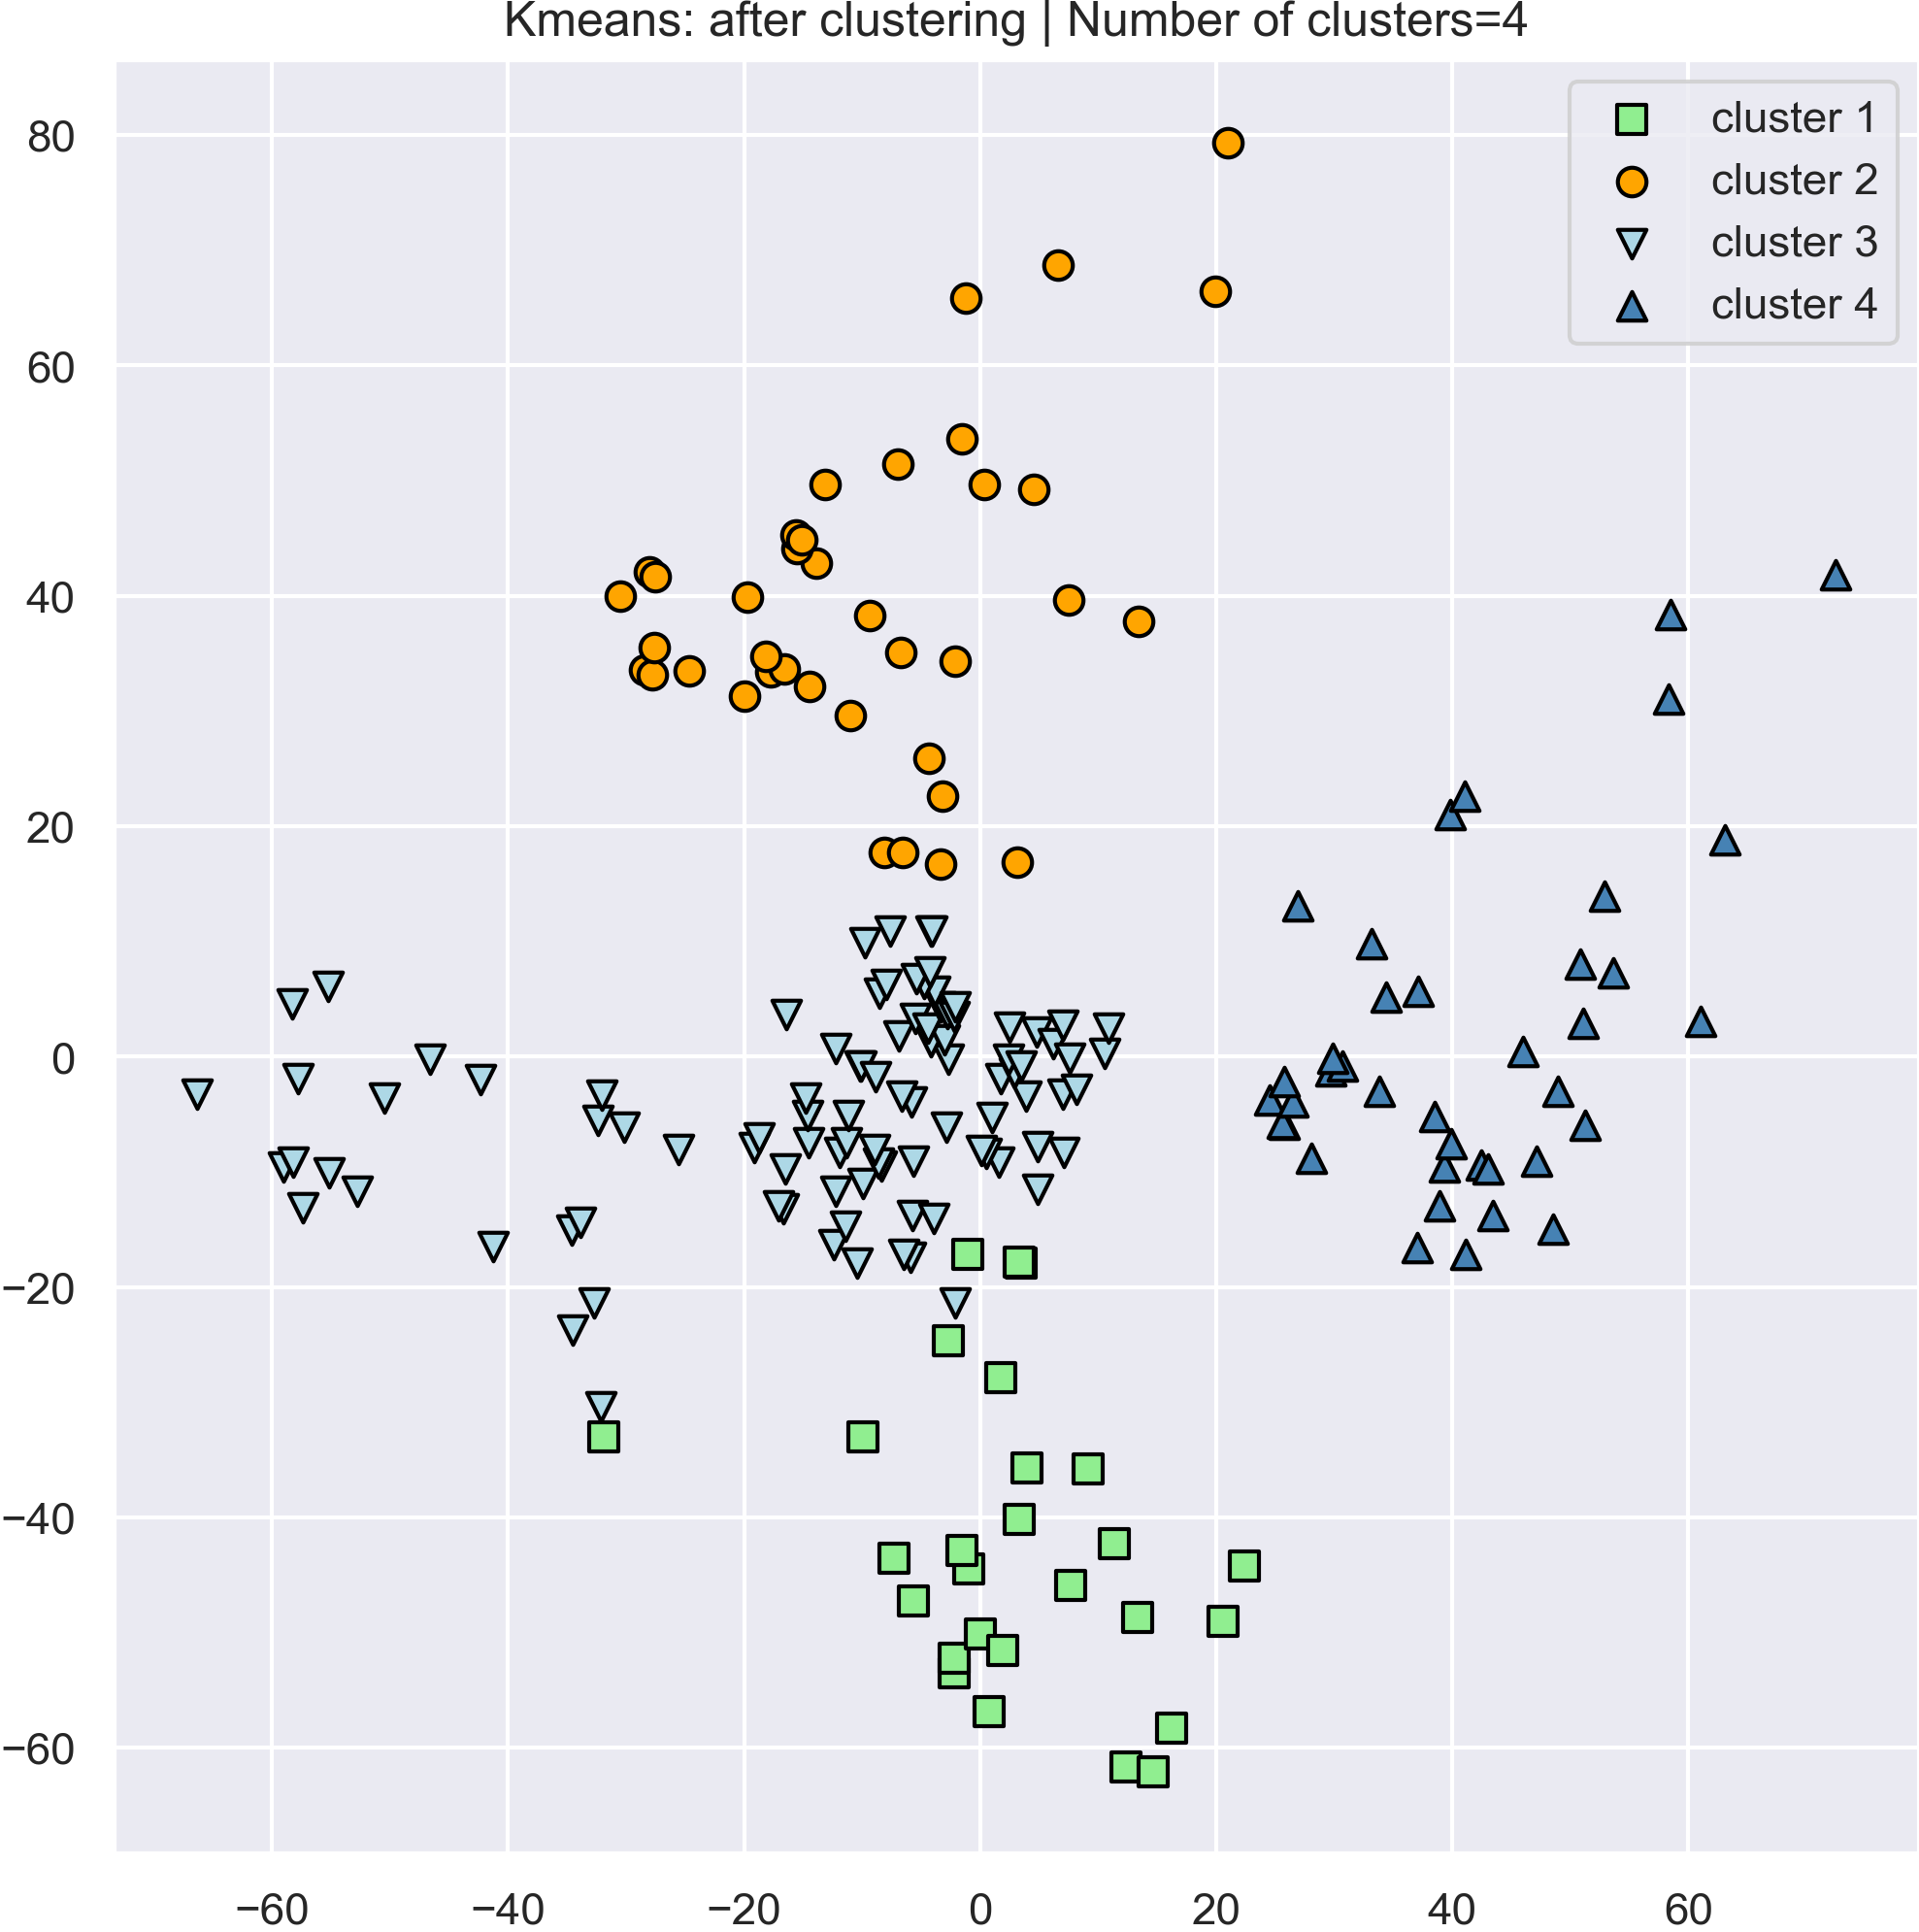 Kmeans: after clustering | Number of clusters=4
cluster 1
cluster 2
cluster 3
cluster 4
80
60
40
20
0
−20
−40
−60
−60 −40 −20 0 20 40 60